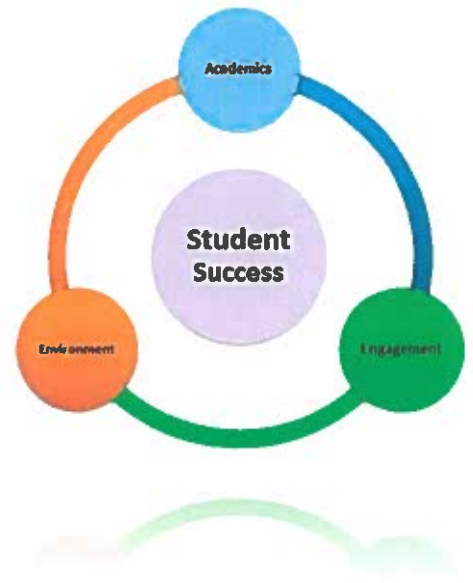 Academics
Student
Success
Environment
Engagement